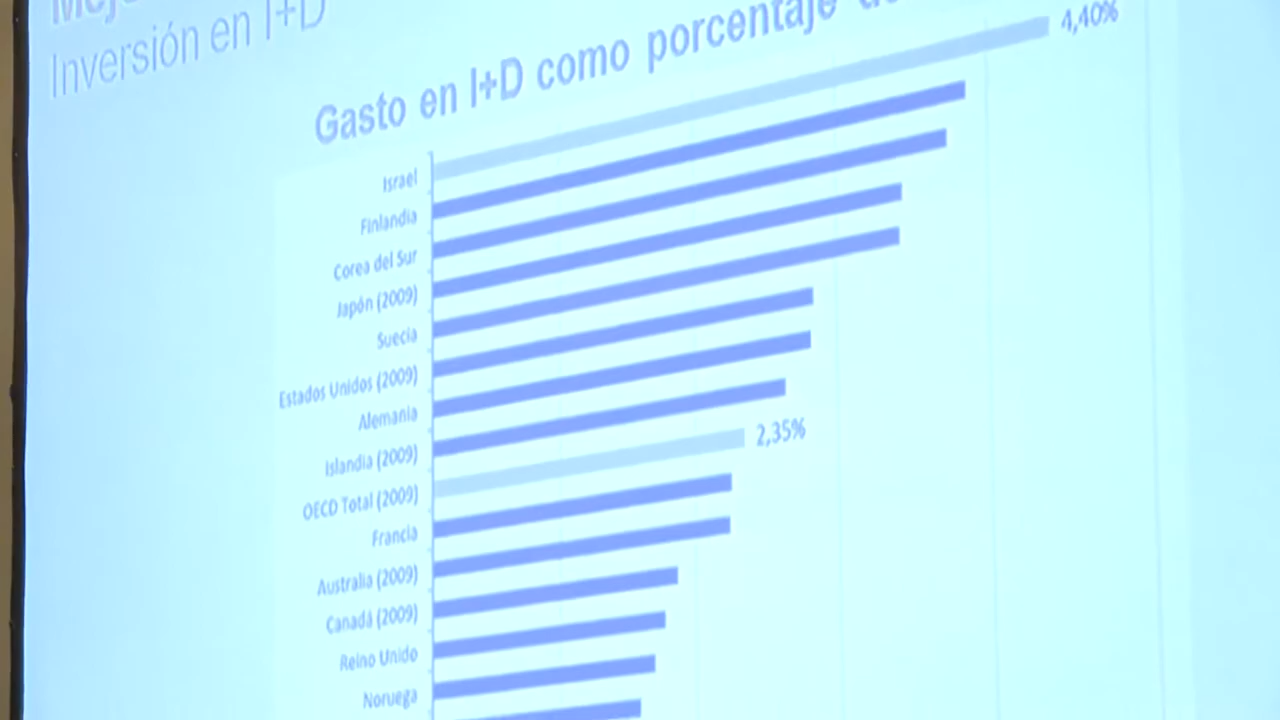 Inversión en I+D
Gasto en I+D como porcentaje
4,40%
Israel
Finlandia
Corea del Sur
Japón (2009)
Suecia
Estados Unidos (2009)
Alemania
Islandia (2009)
OECD Total (2009)
2,35%
Francia
Australia (2009)
Canadá (2009)
Reino Unido
Noruega